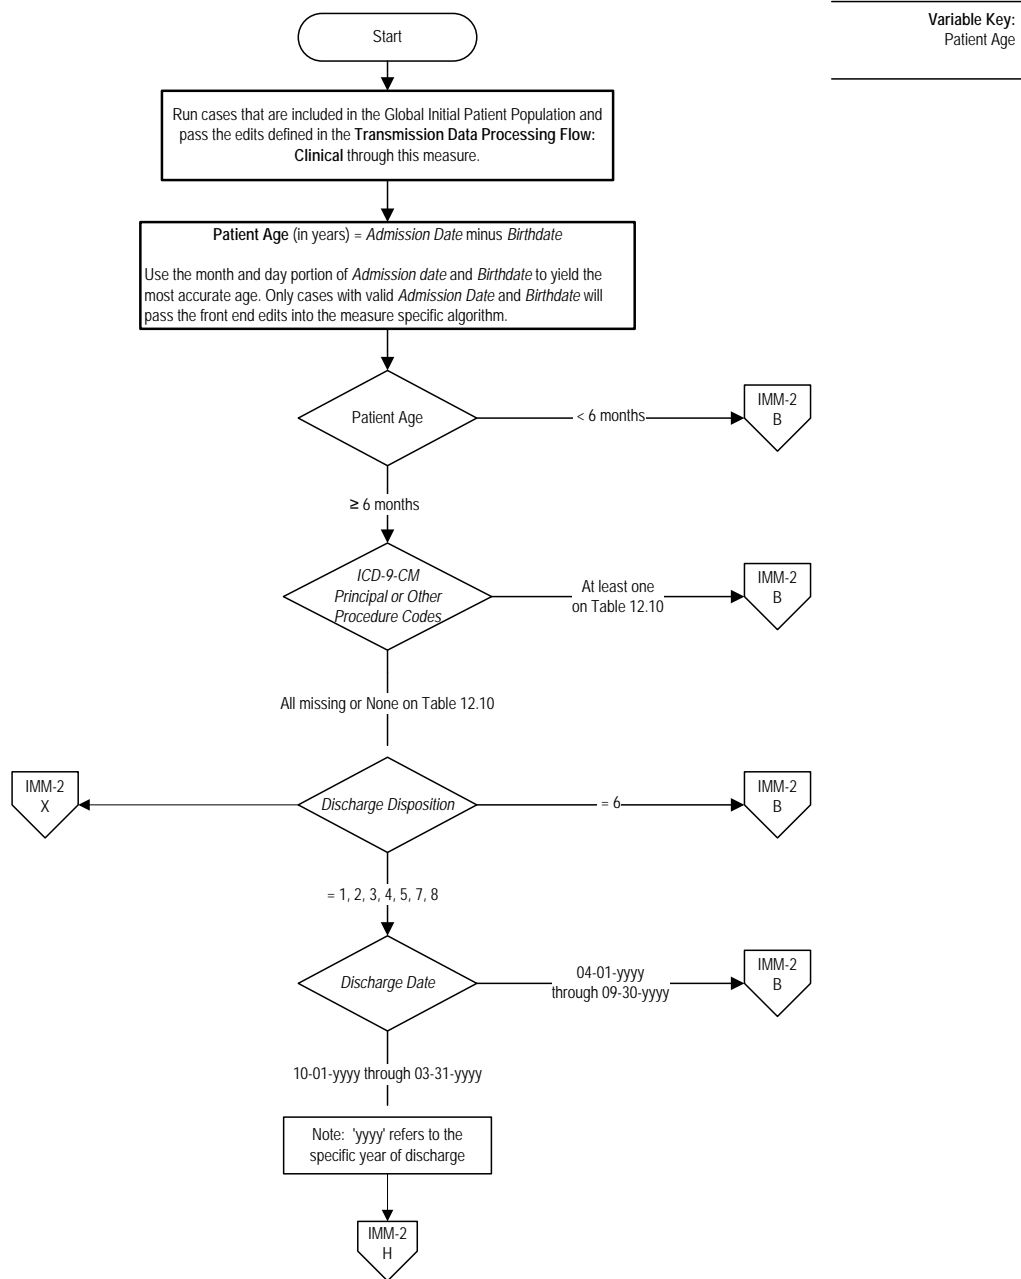 Variable Key:
Patient Age
Start
Run cases that are included in the Global Initial Patient Population and
pass the edits defined in the Transmission Data Processing Flow:
Clinical through this measure.
Patient Age (in years) = Admission Date minus Birthdate
Use the month and day portion of Admission date and Birthdate to yield the
most accurate age. Only cases with valid Admission Date and Birthdate will
pass the front end edits into the measure specific algorithm.
Patient Age
< 6 months
IMM-2
B
≥ 6 months
ICD-9-CM
Principal or Other
Procedure Codes
At least one
on Table 12.10
IMM-2
B
All missing or None on Table 12.10
IMM-2
X
Discharge Disposition
= 6
IMM-2
B
= 1, 2, 3, 4, 5, 7, 8
Discharge Date
04-01-yyyy
through 09-30-yyyy
IMM-2
B
10-01-yyyy through 03-31-yyyy
Note: 'yyyy' refers to the
specific year of discharge
IMM-2
H